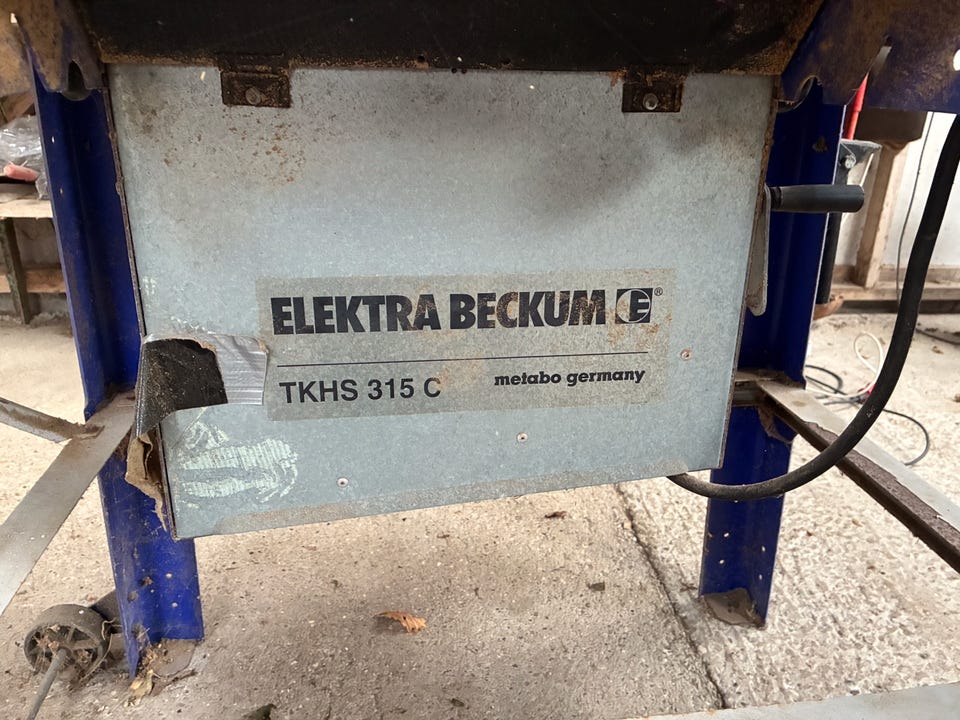 ELEKTRA BECKUM E®
TKHS 315 C
metabo germany